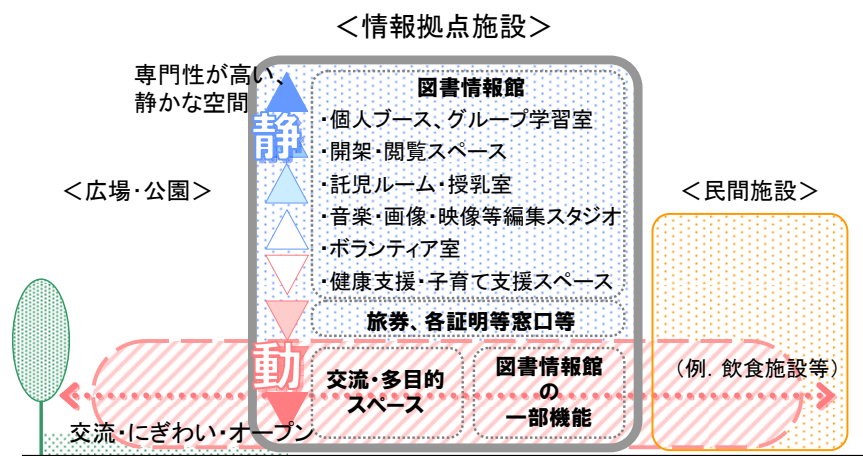 ＜情報拠点施設＞
専門性が高い、
静かな空間
静
図書情報館
・個人ブース、グループ学習室
・開架・閲覧スペース
・託児ルーム・授乳室
・音楽・画像・映像等編集スタジオ
・ボランティア室
・健康支援・子育て支援スペース
＜広場・公園＞
＜民間施設＞
旅券、各証明等窓口等
動
交流・多目的
スペース
図書情報館
の
一部機能
（例．飲食施設等）
交流・にぎわい・オープン